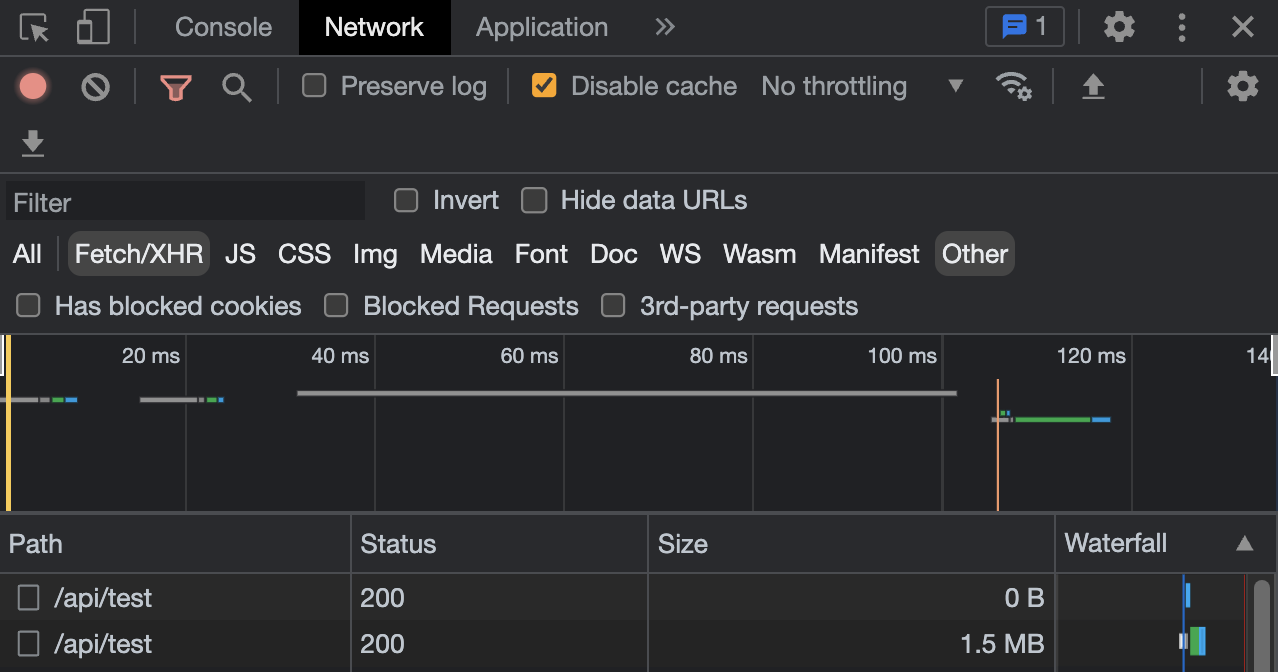 Console Network Application » 1
Preserve log Disable cache No throttling
Filter Invert Hide data URLs
All Fetch/XHR JS CSS Img Media Font Doc WS Wasm Manifest Other
Has blocked cookies Blocked Requests 3rd-party requests
20 ms 40 ms 60 ms 80 ms 100 ms 120 ms
Path Status Size Waterfall
/api/test 200 0 B
/api/test 200 1.5 MB